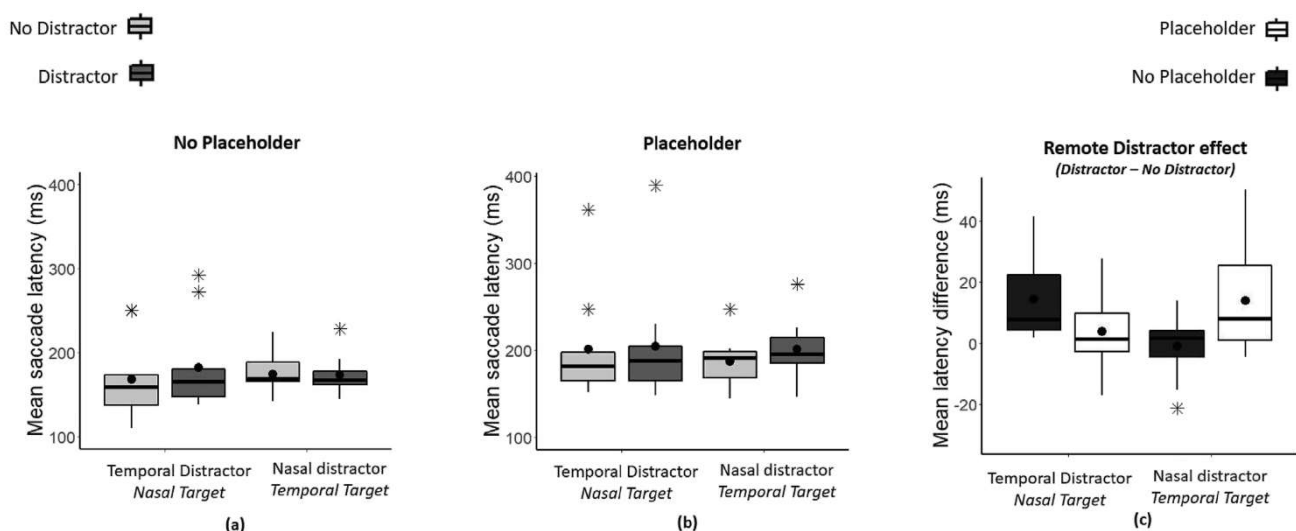 No Distractor
Distractor
Placeholder
No Placeholder
No Placeholder
Mean saccade latency (ms)
400
300
200
100
Temporal Distractor
Nasal Target
Nasal distractor
Temporal Target
(a)
Placeholder
Mean saccade latency (ms)
400
300
200
100
Temporal Distractor
Nasal Target
Nasal distractor
Temporal Target
(b)
Remote Distractor effect
(Distractor – No Distractor)
Mean latency difference (ms)
40
20
0
-20
Temporal Distractor
Nasal Target
Nasal distractor
Temporal Target
(c)